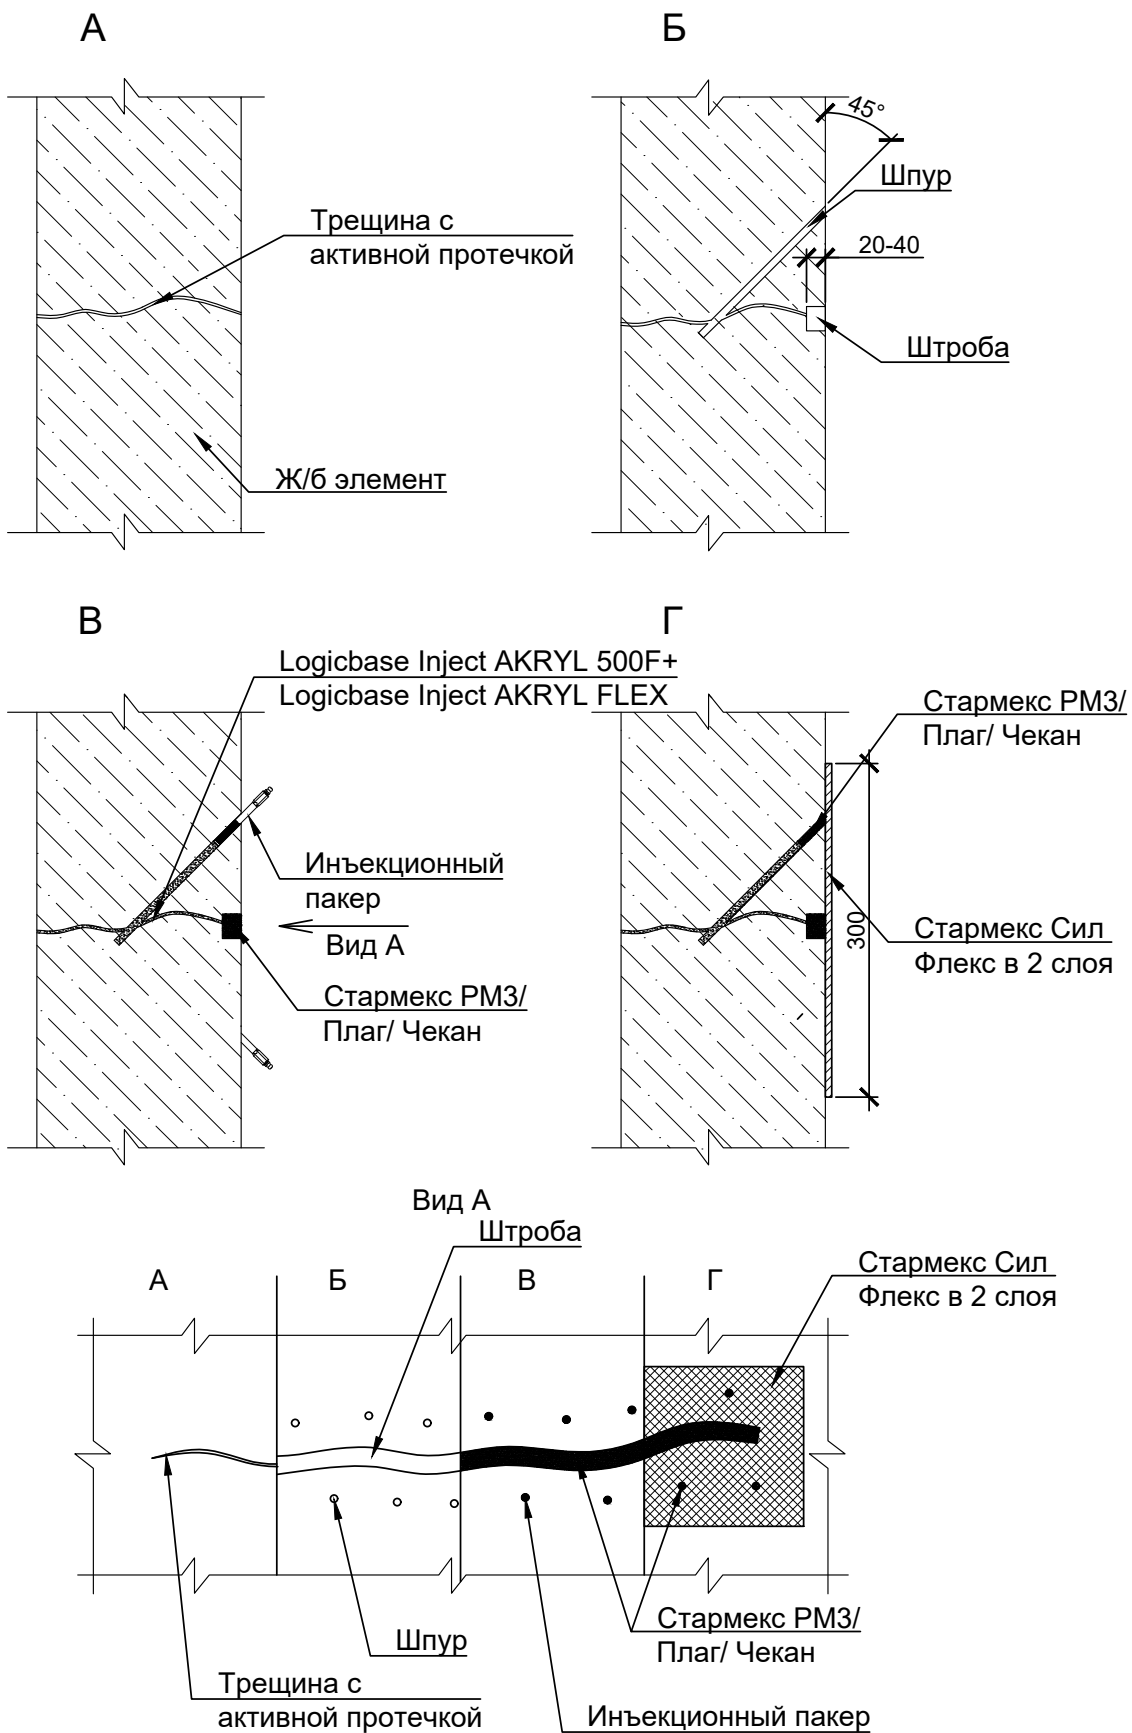 А
Б
45°
Шпур
20-40
Трещина с
активной протечкой
Штроба
Ж/б элемент
В
Г
Logicbase Inject AKRYL 500F+
Logicbase Inject AKRYL FLEX
Стармекс РМ3/
Плаг/ Чекан
Инъекционный
пакер
Вид А
Стармекс Сил
Флекс в 2 слоя
300
Стармекс РМ3/
Плаг/ Чекан
Вид А
Штроба
Стармекс Сил
Флекс в 2 слоя
А
Б
В
Г
Шпур
Стармекс РМ3/
Плаг/ Чекан
Трещина с
активной протечкой
Инъекционный пакер